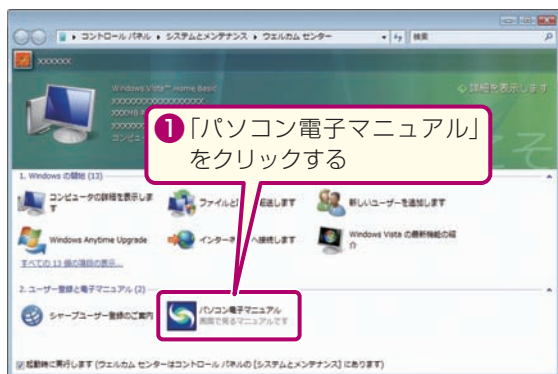 コントロール パネル ▸ システムとメンテナンス ▸ ウェルカム センター
検索
xxxxxx
Windows Vista™ Home Basic
詳細を表示します
❶「パソコン電子マニュアル」
をクリックする
1. Windows の開始 (13)
コンピュータの詳細を表示しま
す
ファイルと
転送します
新しいユーザーを追加します
Windows Anytime Upgrade
インターネ
へ接続します
Windows Vista の最新機能の紹
介
すべての 13 個の項目の表示...
2. ユーザー登録と電子マニュアル (2)
シャープユーザー登録のご案内
パソコン電子マニュアル
画面で見るマニュアルです
起動時に実行します (ウェルカム センターはコントロール パネルの [システムとメンテナンス] にあります)